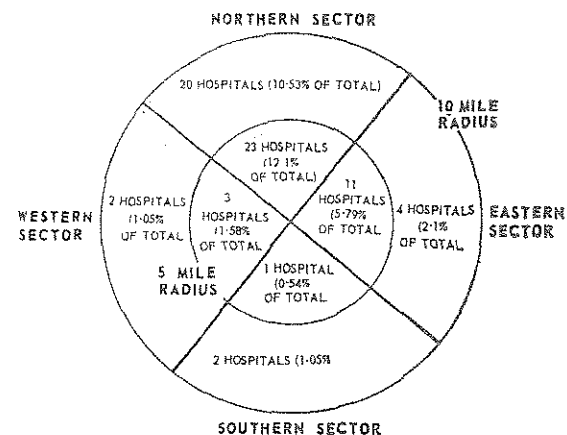 NORTHERN SECTOR
20 HOSPITALS (10·53% OF TOTAL)
10 MILE
RADIUS
23 HOSPITALS
(12·1%
OF TOTAL)
2 HOSPITALS
(1·05%
OF TOTAL
3
HOSPITALS
(1·58%
OF TOTAL
11
HOSPITALS
(5·79%
OF TOTAL
4 HOSPITALS
(2·1%
OF TOTAL
WESTERN
SECTOR
EASTERN
SECTOR
5 MILE
RADIUS
1 HOSPITAL
(0·54%
OF TOTAL
2 HOSPITALS (1·05%
SOUTHERN SECTOR